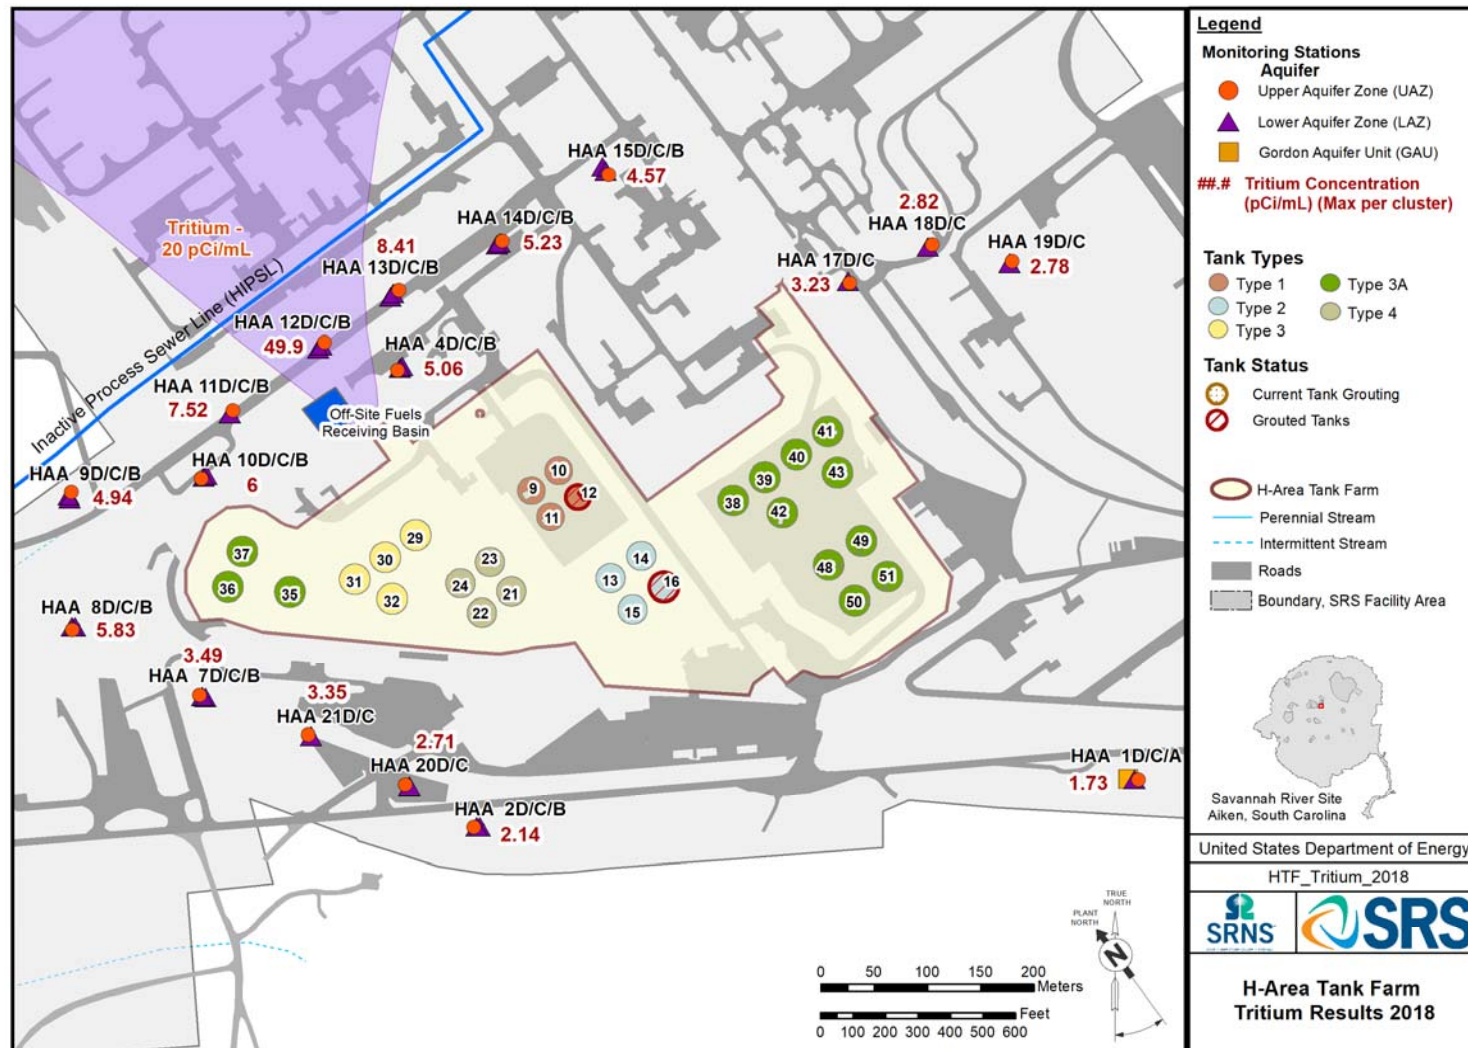 HAA 15D/C/B
4.57
2.82
HAA 18D/C
HAA 14D/C/B
5.23
HAA 19D/C
2.78
Tritium -
20 pCi/mL
8.41
HAA 13D/C/B
HAA 17D/C
3.23
Inactive Process Sewer Line (HIPSL)
HAA 12D/C/B
49.9
HAA 4D/C/B
5.06
HAA 11D/C/B
7.52
Off-Site Fuels
Receiving Basin
HAA 10D/C/B
6
HAA 9D/C/B
4.94
41
40
39
43
38
42
10
9
12
11
49
48
51
50
14
13
16
15
29
30
31
32
23
24
21
22
37
36
35
HAA 8D/C/B
5.83
3.49
HAA 7D/C/B
3.35
HAA 21D/C
2.71
HAA 20D/C
HAA 2D/C/B
2.14
HAA 1D/C/A
1.73
TRUE
NORTH
PLANT
NORTH
N
0 50 100 150 200
Meters
Feet
0 100 200 300 400 500 600
Legend
Monitoring Stations
Aquifer
Upper Aquifer Zone (UAZ)
Lower Aquifer Zone (LAZ)
Gordon Aquifer Unit (GAU)
##.# Tritium Concentration
(pCi/mL) (Max per cluster)
Tank Types
Type 1
Type 3A
Type 2
Type 4
Type 3
Tank Status
Current Tank Grouting
Grouted Tanks
H-Area Tank Farm
Perennial Stream
Intermittent Stream
Roads
Boundary, SRS Facility Area
Savannah River Site
Aiken, South Carolina
United States Department of Energy
HTF_Tritium_2018
SRNS
SRS
H-Area Tank Farm
Tritium Results 2018